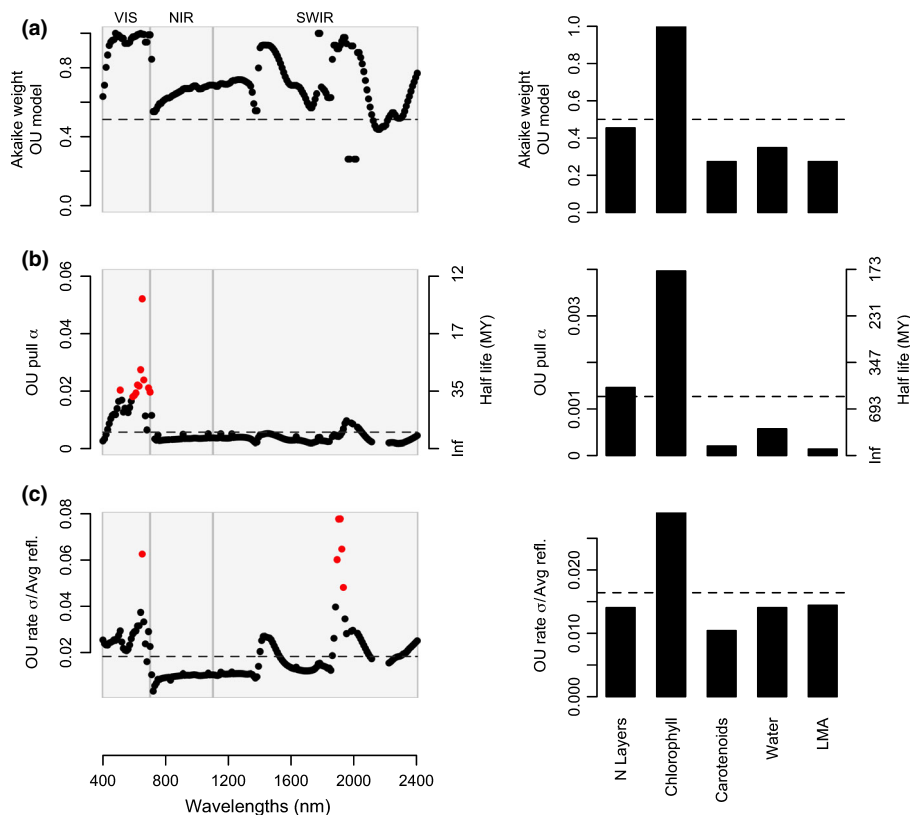 (a)
VIS
NIR
SWIR
Akaike weight
OU model
0.0
0.4
0.8
Akaike weight
OU model
0.0
0.2
0.4
0.6
0.8
1.0
(b)
OU pull α
0
0.02
0.04
0.06
Inf
35
17
12
Half life (MY)
OU pull α
0
0.001
0.003
Inf
693
347
231
173
Half life (MY)
(c)
OU rate σ/Avg refl.
0.02
0.04
0.06
0.08
OU rate σ/Avg refl.
0.000
0.010
0.020
400
800
1200
1600
2000
2400
Wavelengths (nm)
N Layers
Chlorophyll
Carotenoids
Water
LMA